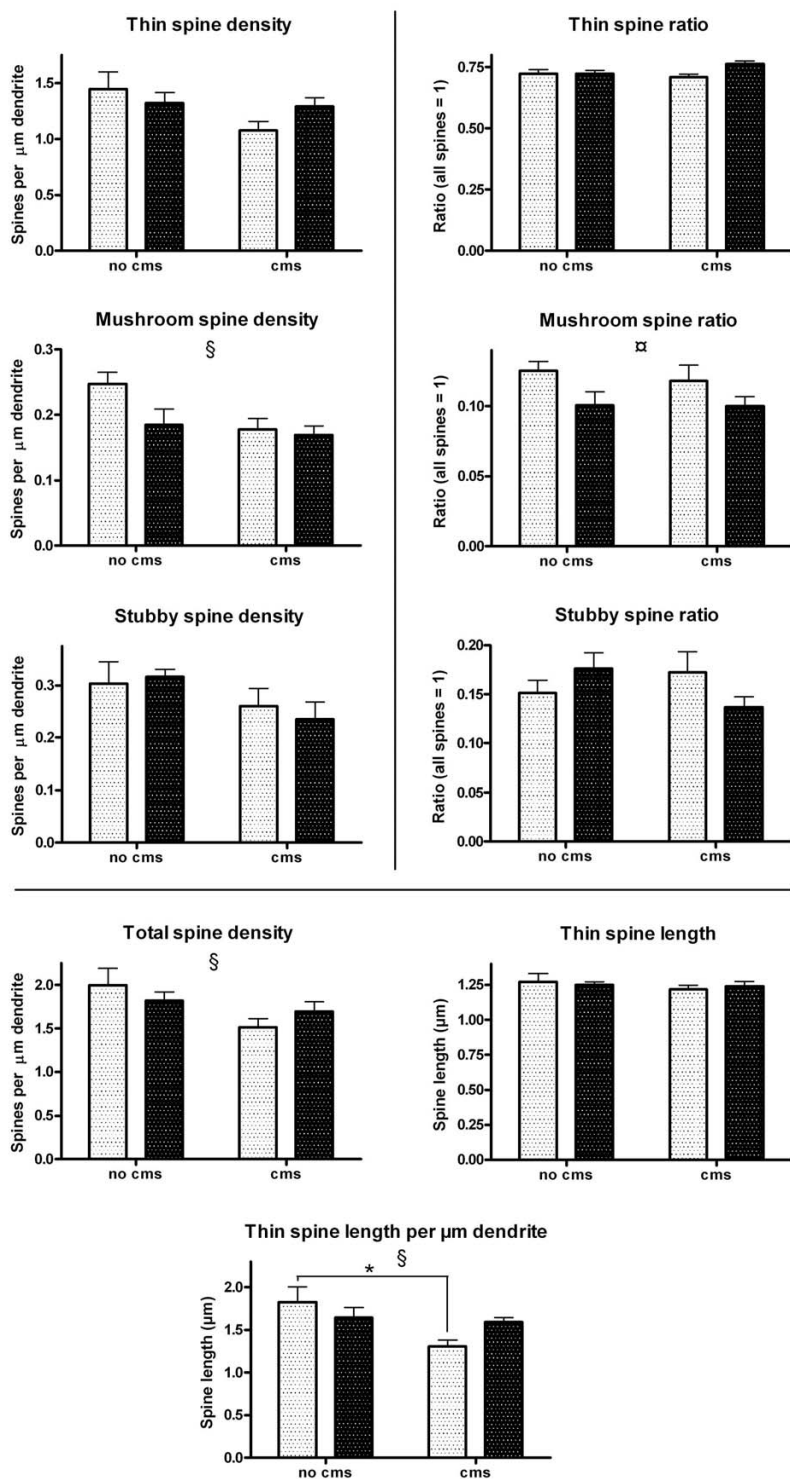 Thin spine density
Spines per μm dendrite
1.5
1.0
0.5
0.0
no cms cms
Thin spine ratio
Ratio (all spines = 1)
0.75
0.50
0.25
0.00
no cms cms
Mushroom spine density
§
Spines per μm dendrite
0.3
0.2
0.1
0.0
no cms cms
Mushroom spine ratio
¤
Ratio (all spines = 1)
0.10
0.05
0.00
no cms cms
Stubby spine density
Spines per μm dendrite
0.3
0.2
0.1
0.0
no cms cms
Stubby spine ratio
Ratio (all spines = 1)
0.20
0.15
0.10
0.05
0.00
no cms cms
Total spine density
§
Spines per μm dendrite
2.0
1.5
1.0
0.5
0.0
no cms cms
Thin spine length
Spine length (μm)
1.25
1.00
0.75
0.50
0.25
0.00
no cms cms
Thin spine length per μm dendrite
§
*
Spine length (μm)
2.0
1.5
1.0
0.5
0.0
no cms cms